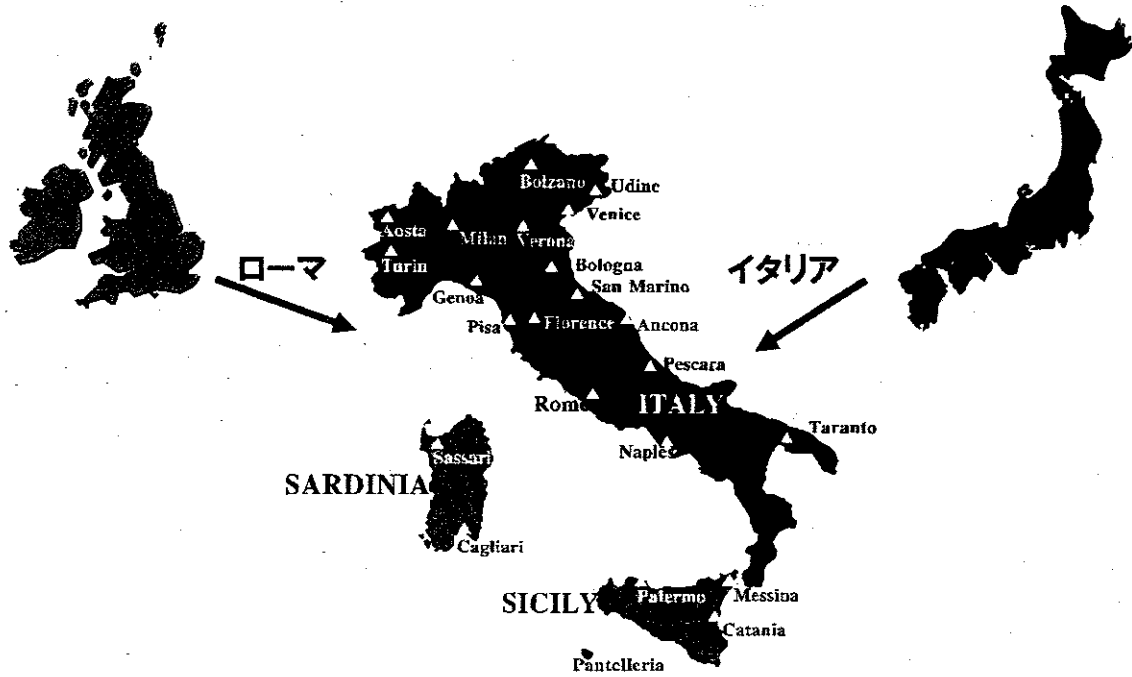 Bolzano
Udine
Venice
Aosta
Milan
Verona
ローマ
Turin
Bologna
イタリア
Genoa
San Marino
Pisa
Florence
Ancona
Pescara
Rome
ITALY
Taranto
Naples
Sassari
SARDINIA
Cagliari
SICILY
Palermo
Messina
Catania
Pantelleria